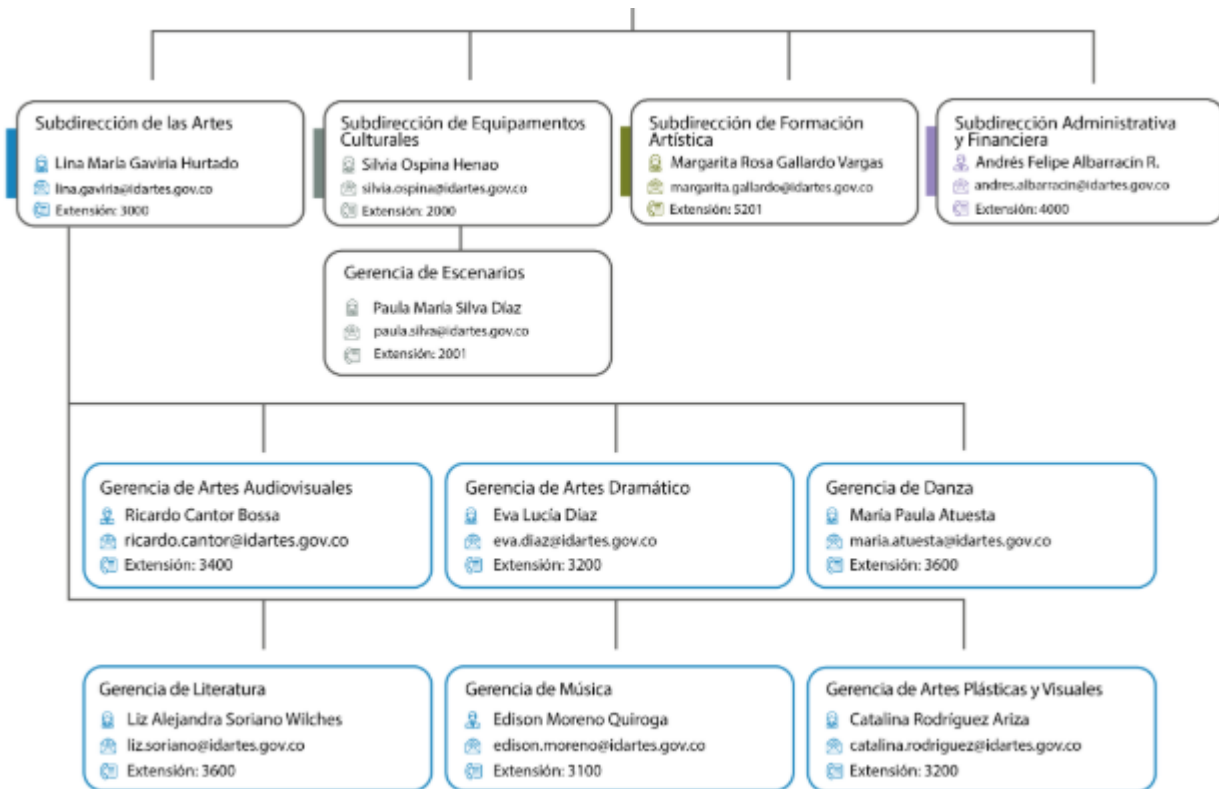 Subdirección de las Artes
Lina María Gaviria Hurtado
lina.gaviria@idartes.gov.co
Extensión: 3000
Subdirección de Equipamentos
Culturales
Silvia Ospina Henao
silvia.ospina@idartes.gov.co
Extensión: 2000
Subdirección de Formación
Artística
Margarita Rosa Gallardo Vargas
margarita.gallardo@idartes.gov.co
Extensión: 5201
Subdirección Administrativa
y Financiera
Andrés Felipe Albarracín R.
andres.albarracin@idartes.gov.co
Extensión: 4000
Gerencia de Escenarios
Paula María Silva Díaz
paula.silva@idartes.gov.co
Extensión: 2001
Gerencia de Artes Audiovisuales
Ricardo Cantor Bossa
ricardo.cantor@idartes.gov.co
Extensión: 3400
Gerencia de Artes Dramático
Eva Lucía Díaz
eva.diaz@idartes.gov.co
Extensión: 3200
Gerencia de Danza
María Paula Atuesta
maria.atuesta@idartes.gov.co
Extensión: 3600
Gerencia de Literatura
Liz Alejandra Soriano Wilches
liz.soriano@idartes.gov.co
Extensión: 3600
Gerencia de Música
Edison Moreno Quiroga
edison.moreno@idartes.gov.co
Extensión: 3100
Gerencia de Artes Plásticas y Visuales
Catalina Rodríguez Ariza
catalina.rodriguez@idartes.gov.co
Extensión: 3200